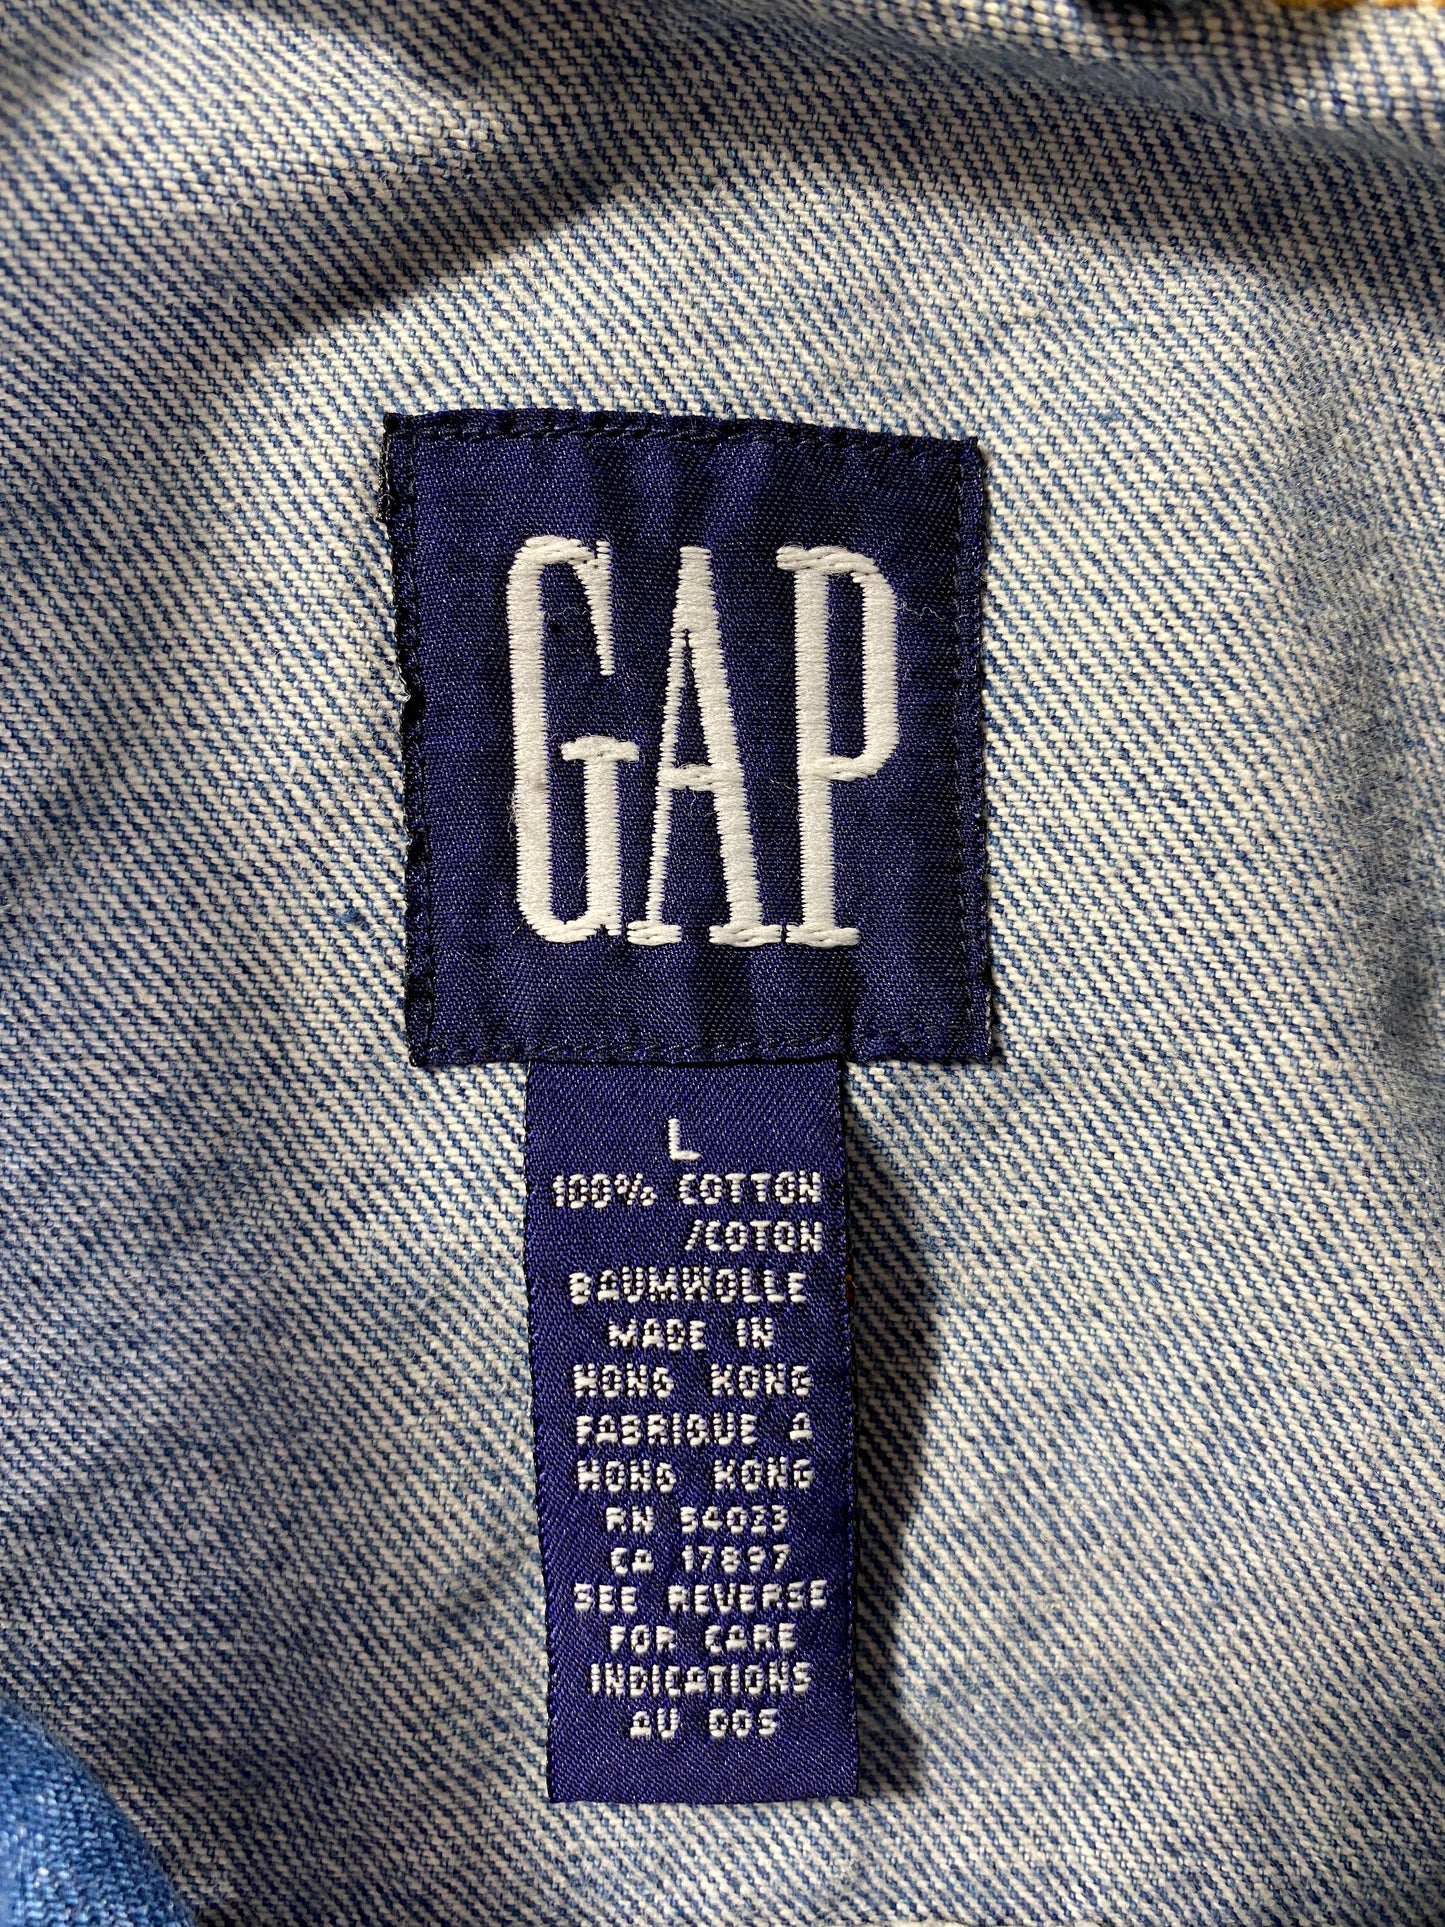 GAP
L
100% COTTON
/COTON
BAUMWOLLE
MADE IN
HONG KONG
FABRIQUE A
HONG KONG
RN 54023
CA 17897
SEE REVERSE
FOR CARE
INDICATIONS
AU 005